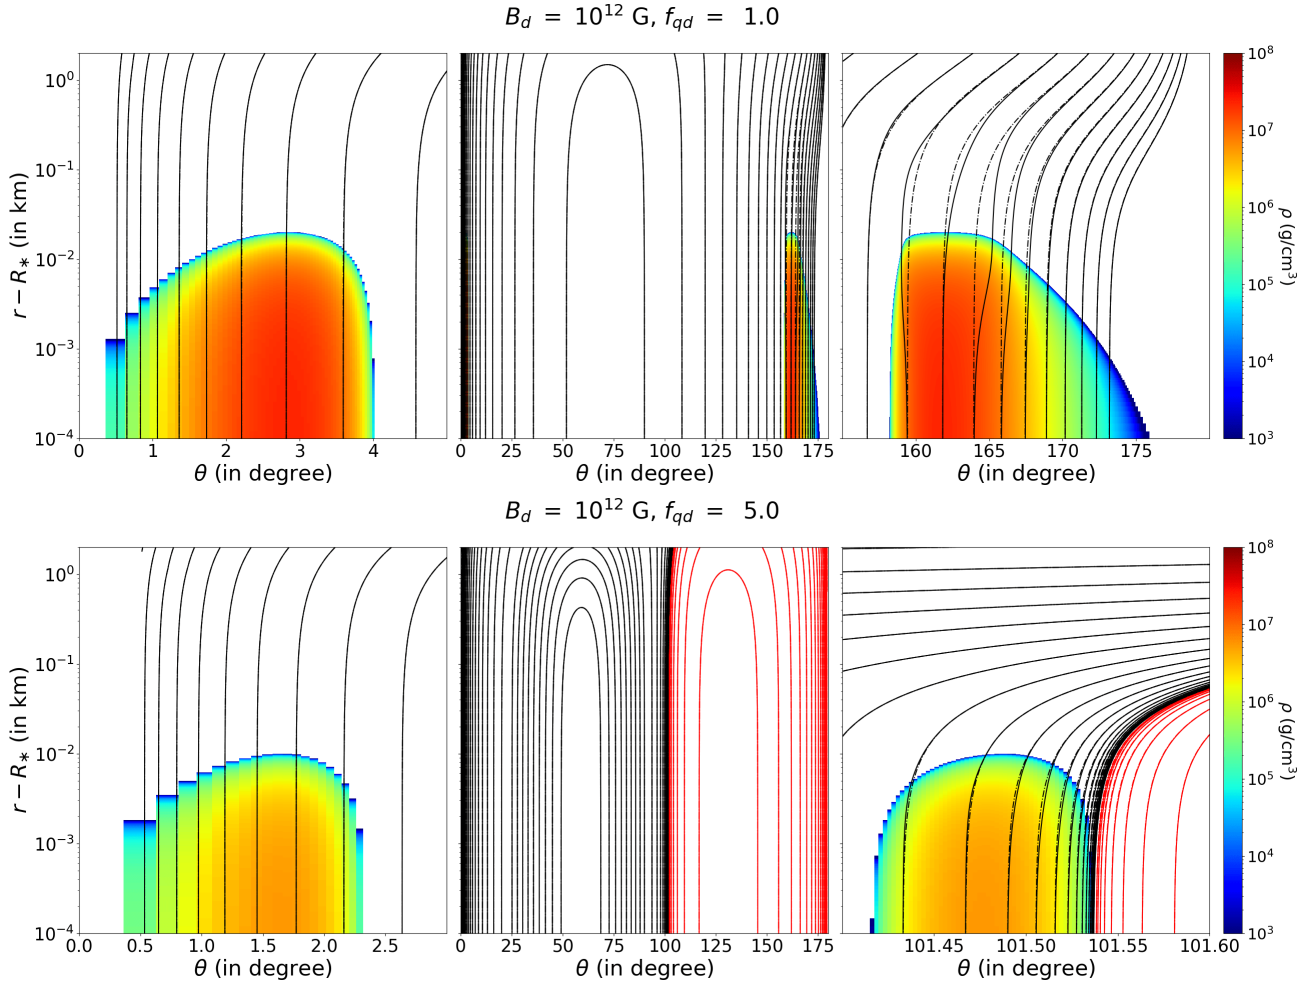 B_d = 10^12 G, f_qd = 1.0
r − R_* (in km)
10^0
10^−1
10^−2
10^−3
10^−4
0 1 2 3 4
θ (in degree)
0 25 50 75 100 125 150 175
θ (in degree)
160 165 170 175
θ (in degree)
10^8
10^7
10^6
10^5
10^4
10^3
ρ (g/cm^3)
B_d = 10^12 G, f_qd = 5.0
r − R_* (in km)
10^0
10^−1
10^−2
10^−3
10^−4
0.0 0.5 1.0 1.5 2.0 2.5
θ (in degree)
0 25 50 75 100 125 150 175
θ (in degree)
101.45 101.50 101.55 101.60
θ (in degree)
10^8
10^7
10^6
10^5
10^4
10^3
ρ (g/cm^3)